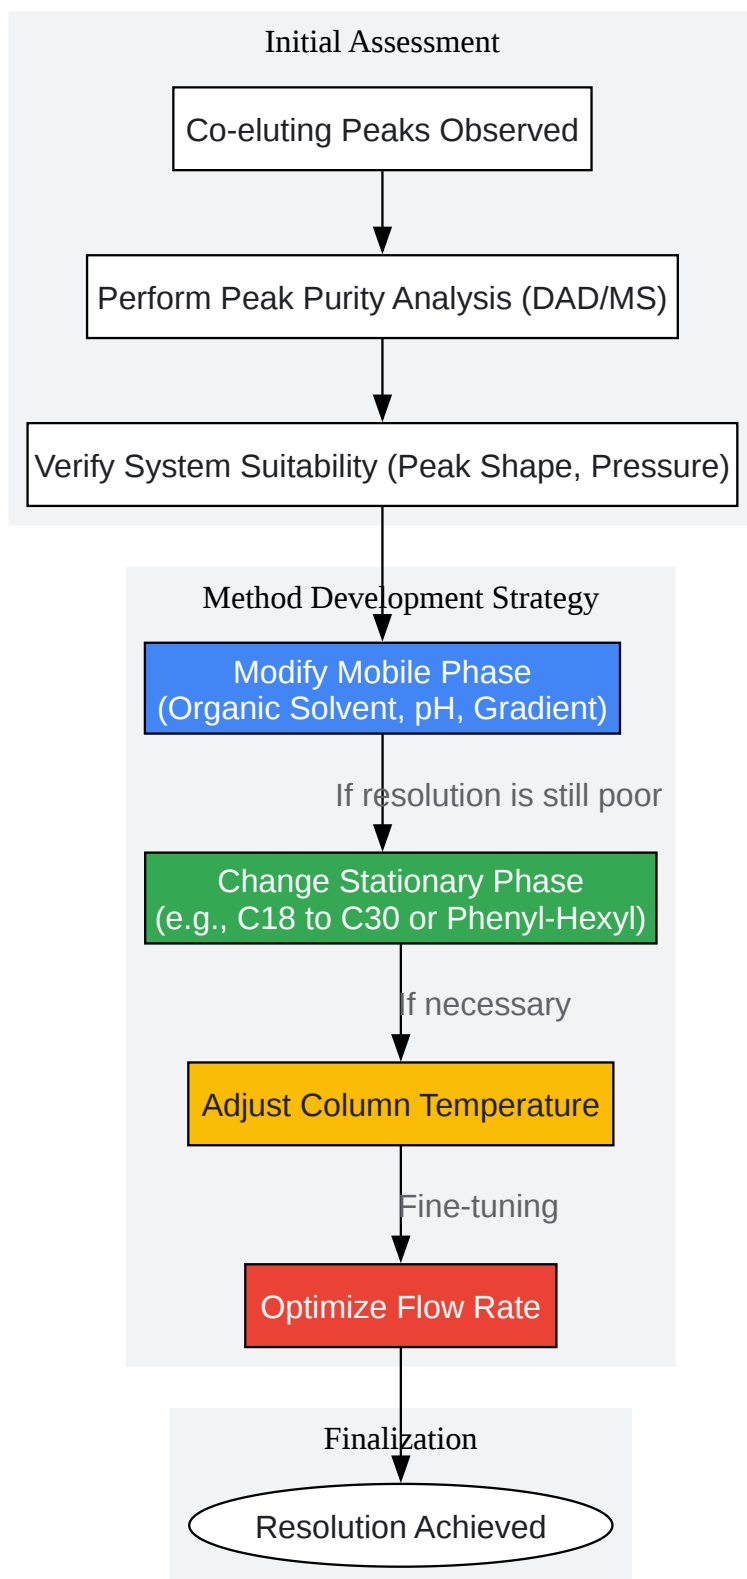 Initial Assessment
Co-eluting Peaks Observed
Perform Peak Purity Analysis (DAD/MS)
Verify System Suitability (Peak Shape, Pressure)
Method Development Strategy
Modify Mobile Phase
(Organic Solvent, pH, Gradient)
If resolution is still poor
Change Stationary Phase
(e.g., C18 to C30 or Phenyl-Hexyl)
If necessary
Adjust Column Temperature
Fine-tuning
Optimize Flow Rate
Finalization
Resolution Achieved